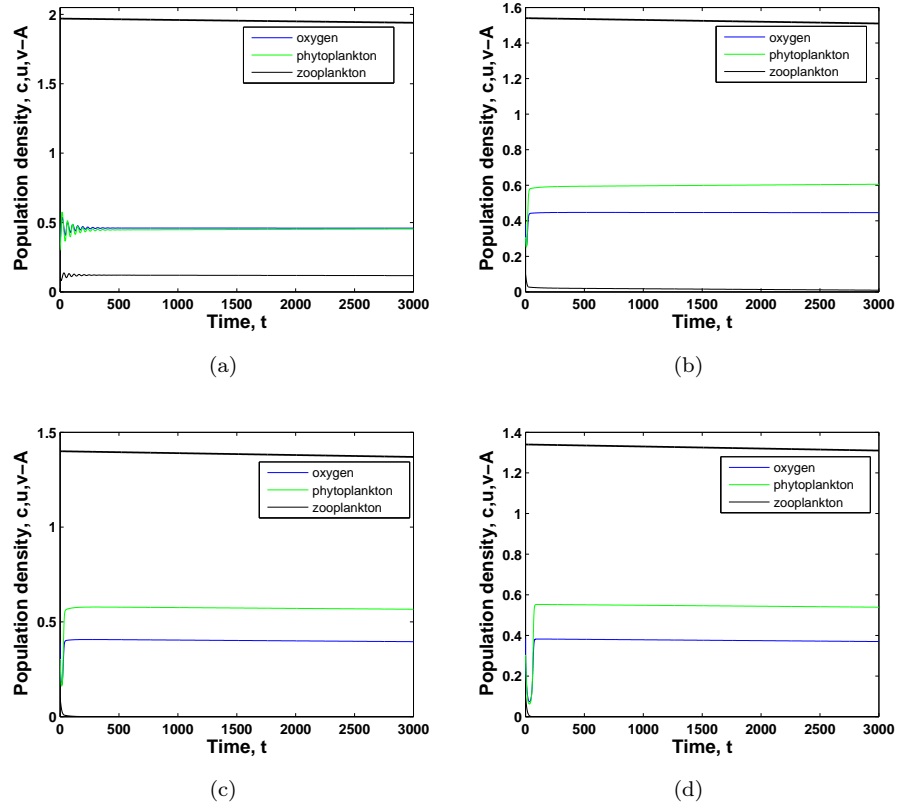 2
1.5
1
0.5
0
0
500
1000
1500
2000
2500
3000
Population density, c,u,v−A
Time, t
oxygen
phytoplankton
zooplankton
(a)
1.6
1.4
1.2
1
0.8
0.6
0.4
0.2
0
0
500
1000
1500
2000
2500
3000
Population density, c,u,v−A
Time, t
oxygen
phytoplankton
zooplankton
(b)
1.5
1
0.5
0
0
500
1000
1500
2000
2500
3000
Population density, c,u,v−A
Time, t
oxygen
phytoplankton
zooplankton
(c)
1.4
1.2
1
0.8
0.6
0.4
0.2
0
0
500
1000
1500
2000
2500
3000
Population density, c,u,v−A
Time, t
oxygen
phytoplankton
zooplankton
(d)